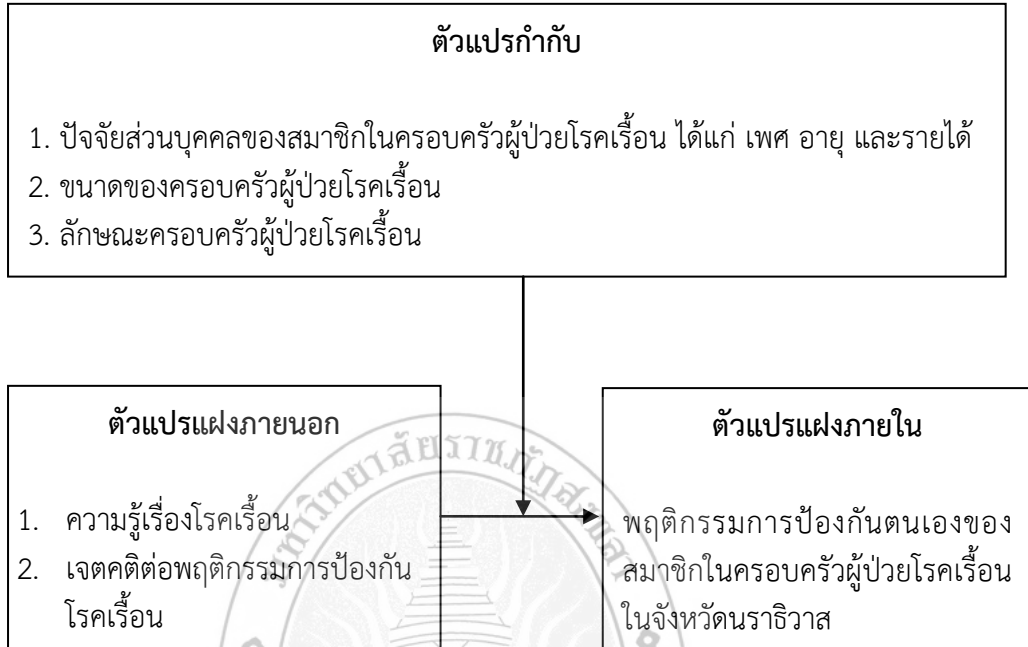 ตัวแปรกำกับ
1. ปัจจัยส่วนบุคคลของสมาชิกในครอบครัวผู้ป่วยโรคเรื้อน ได้แก่ เพศ อายุ และรายได้
2. ขนาดของครอบครัวผู้ป่วยโรคเรื้อน
3. ลักษณะครอบครัวผู้ป่วยโรคเรื้อน
ตัวแปรแฝงภายนอก
1. ความรู้เรื่องโรคเรื้อน
2. เจตคติต่อพฤติกรรมการป้องกัน
โรคเรื้อน
ตัวแปรแฝงภายใน
พฤติกรรมการป้องกันตนเองของ
สมาชิกในครอบครัวผู้ป่วยโรคเรื้อน
ในจังหวัดนราธิวาส